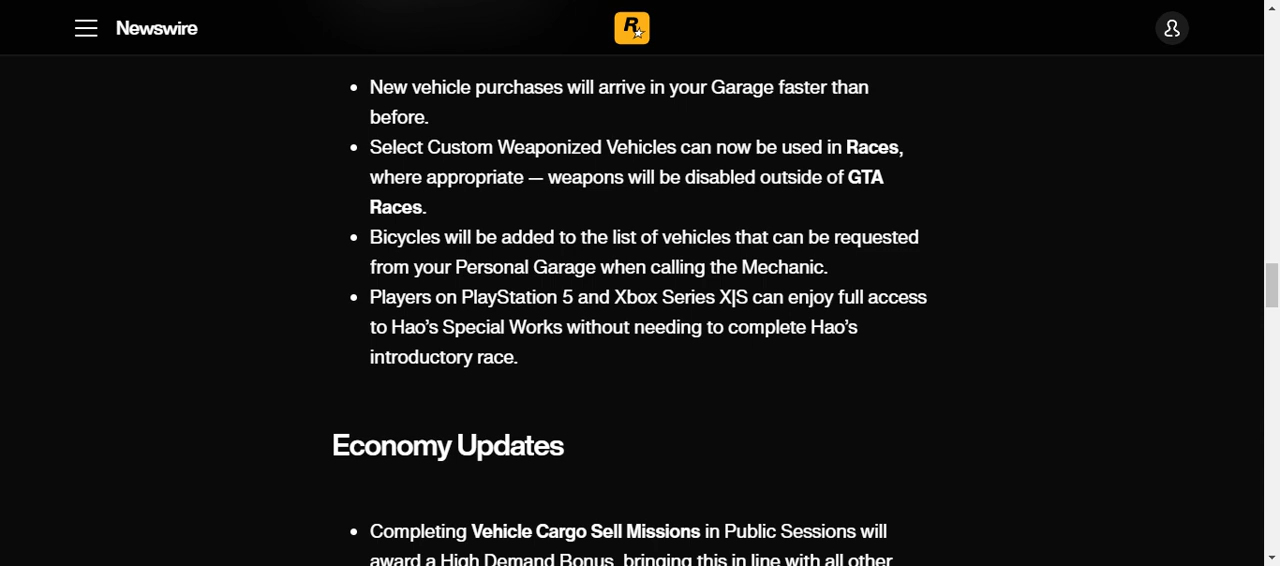 Newswire
R
New vehicle purchases will arrive in your Garage faster than
before.
Select Custom Weaponized Vehicles can now be used in Races,
where appropriate — weapons will be disabled outside of GTA
Races.
Bicycles will be added to the list of vehicles that can be requested
from your Personal Garage when calling the Mechanic.
Players on PlayStation 5 and Xbox Series X|S can enjoy full access
to Hao’s Special Works without needing to complete Hao’s
introductory race.
Economy Updates
Completing Vehicle Cargo Sell Missions in Public Sessions will
award a High Demand Bonus, bringing this in line with all other